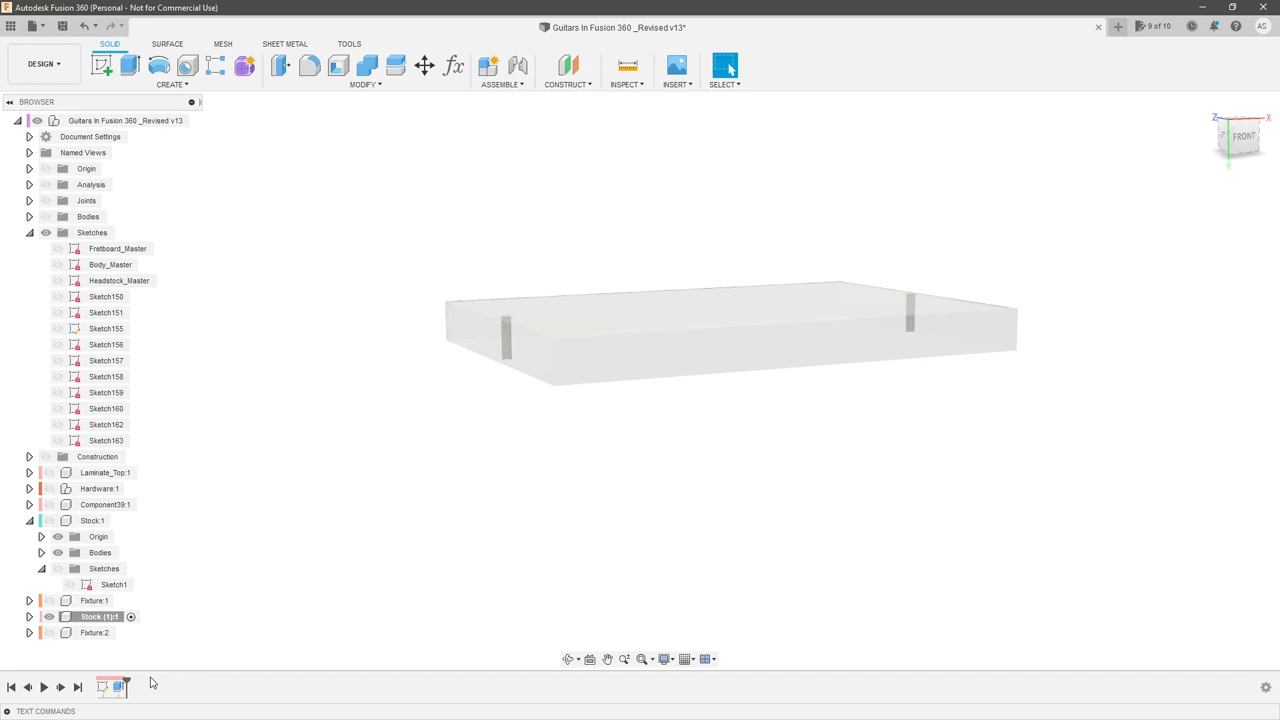 Autodesk Fusion 360 (Personal - Not for Commercial Use)
Guitars In Fusion 360 _Revised v13*
9 of 10
AS
SOLID SURFACE MESH SHEET METAL TOOLS
DESIGN
CREATE MODIFY ASSEMBLE CONSTRUCT INSPECT INSERT SELECT
BROWSER
Guitars In Fusion 360 _Revised v13
Document Settings
Named Views
Origin
Analysis
Joints
Bodies
Sketches
Fretboard_Master
Body_Master
Headstock_Master
Sketch150
Sketch151
Sketch155
Sketch156
Sketch157
Sketch158
Sketch159
Sketch160
Sketch162
Sketch163
Construction
Laminate_Top:1
Hardware:1
Component39:1
Stock:1
Origin
Bodies
Sketches
Sketch1
Fixture:1
Stock (1):1
Fixture:2
Z X
FRONT
Y
TEXT COMMANDS